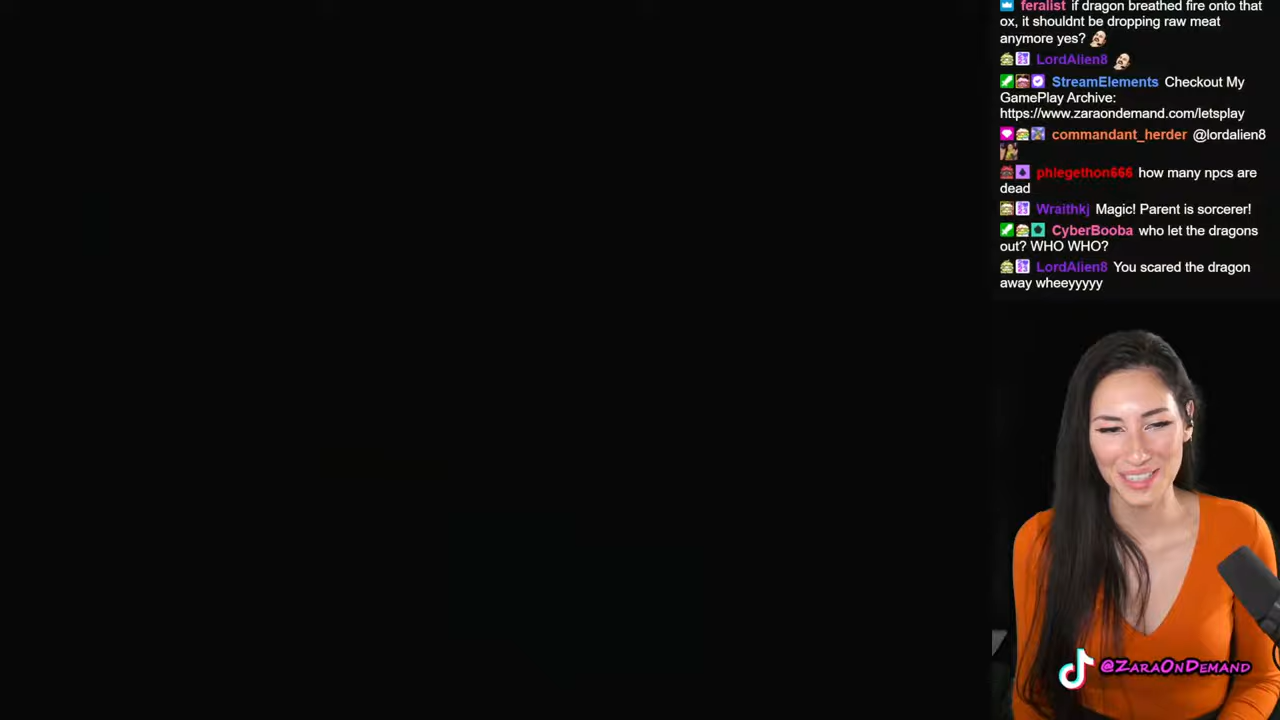 feralist if dragon breathed fire onto that
ox, it shouldnt be dropping raw meat
anymore yes?
LordAlien8
StreamElements Checkout My
GamePlay Archive:
https://www.zaraondemand.com/letsplay
commandant_herder @lordalien8
phlegethon666 how many npcs are
dead
Wraithkj Magic! Parent is sorcerer!
CyberBooba who let the dragons
out? WHO WHO?
LordAlien8 You scared the dragon
away wheeyyyyy
@ZaraOnDemand